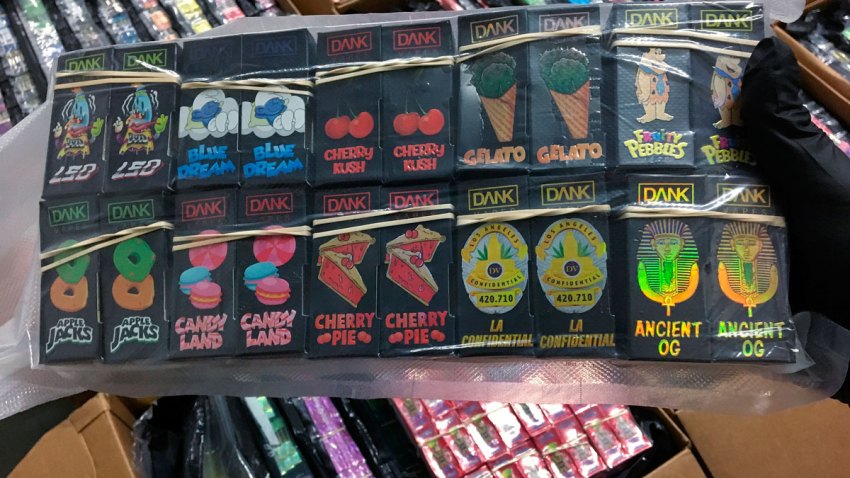 DANK
DANK
LSD
LSD
BLUE
DREAM
BLUE
DREAM
DANK
DANK
CHERRY
KUSH
CHERRY
KUSH
DANK
DANK
GELATO
GELATO
DANK
DANK
FRUITY
PEBBLES
FRUITY
PEBBLES
DANK
DANK
APPLE
JACKS
APPLE
JACKS
DANK
DANK
CANDY
LAND
CANDY
LAND
DANK
DANK
CHERRY
PIE
CHERRY
PIE
DANK
LOS ANGELES
DV
CONFIDENTIAL
420.710
LA
CONFIDENTIAL
DANK
LOS ANGELES
DV
CONFIDENTIAL
420.710
LA
CONFIDENTIAL
DANK
DANK
ANCIENT
OG
ANCIENT
OG